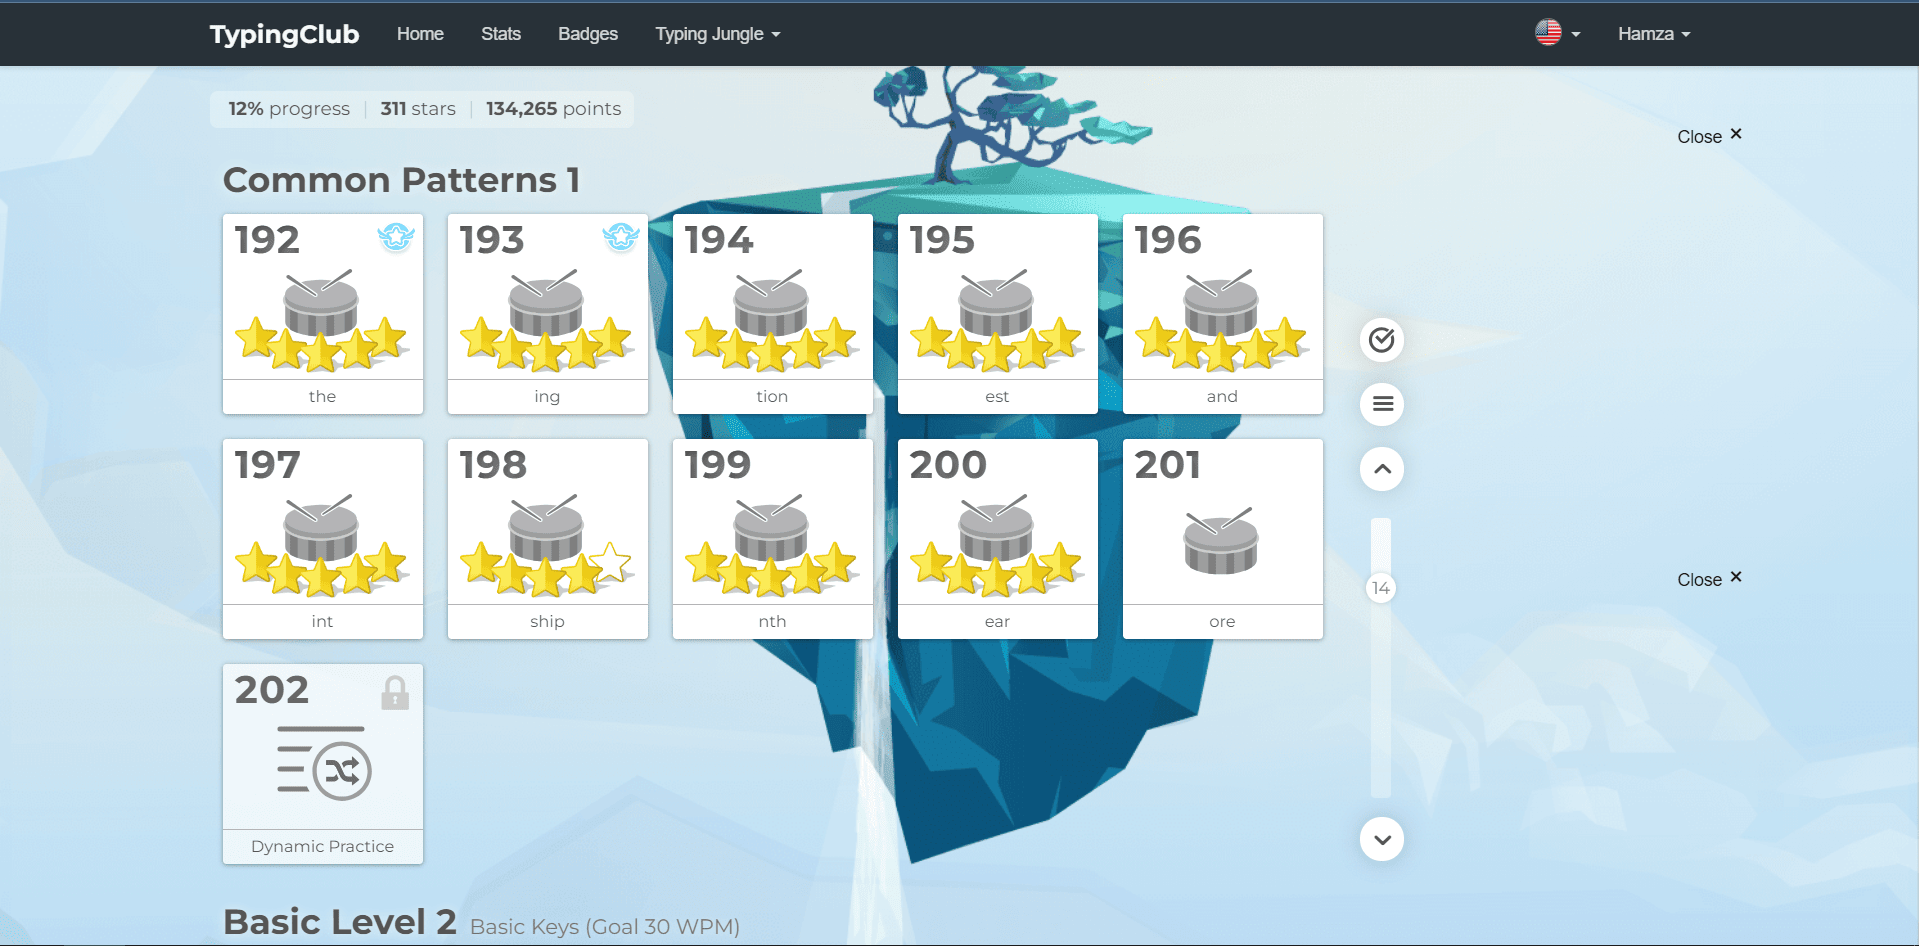 TypingClub Home Stats Badges Typing Jungle Hamza
12% progress 311 stars 134,265 points
Close ×
Common Patterns 1
192 193 194 195 196
the ing tion est and
197 198 199 200 201
int ship nth ear ore
14
Close ×
202
Dynamic Practice
Basic Level 2 Basic Keys (Goal 30 WPM)